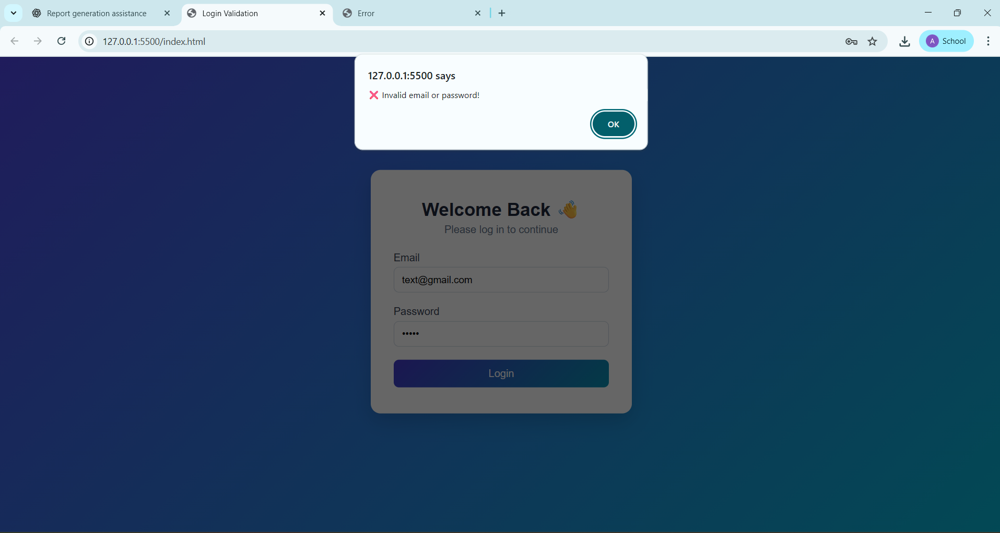 Report generation assistance
Login Validation
Error
127.0.0.1:5500/index.html
A School
127.0.0.1:5500 says
❌ Invalid email or password!
OK
Welcome Back 👋
Please log in to continue
Email
text@gmail.com
Password
•••••
Login